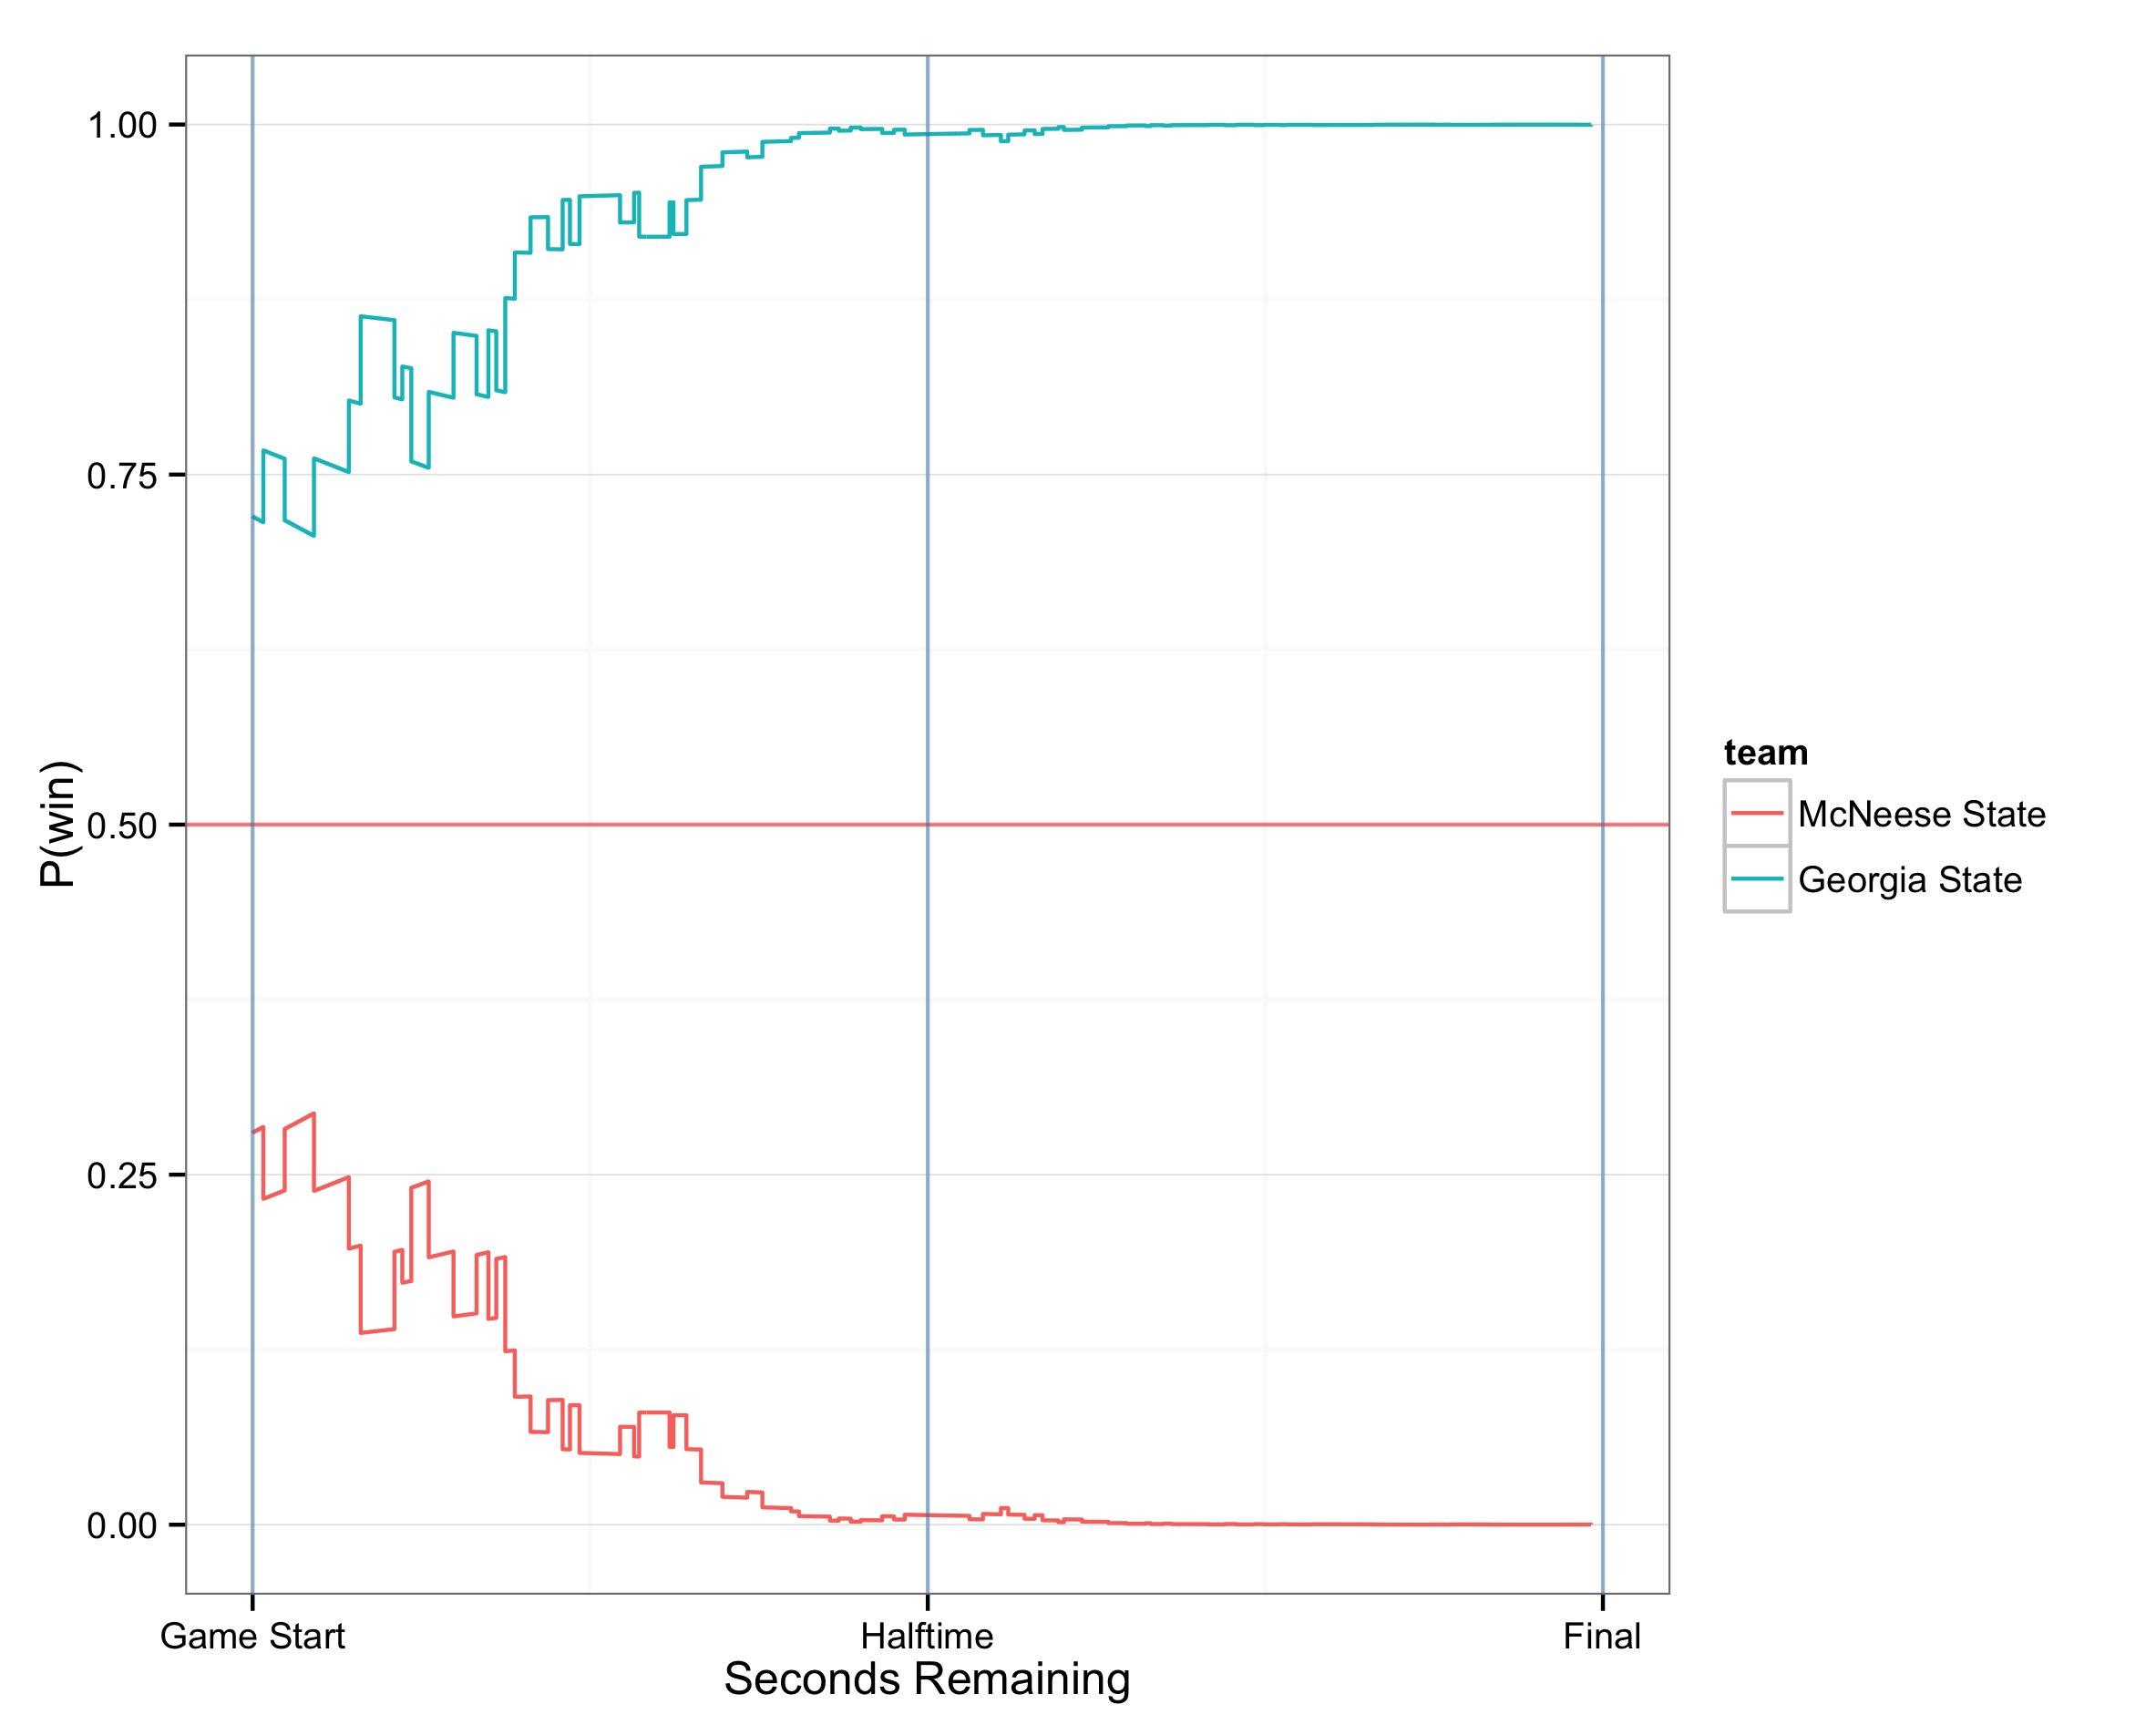 1.00
0.75
0.50
0.25
0.00
P(win)
Game Start
Halftime
Final
Seconds Remaining
team
McNeese State
Georgia State